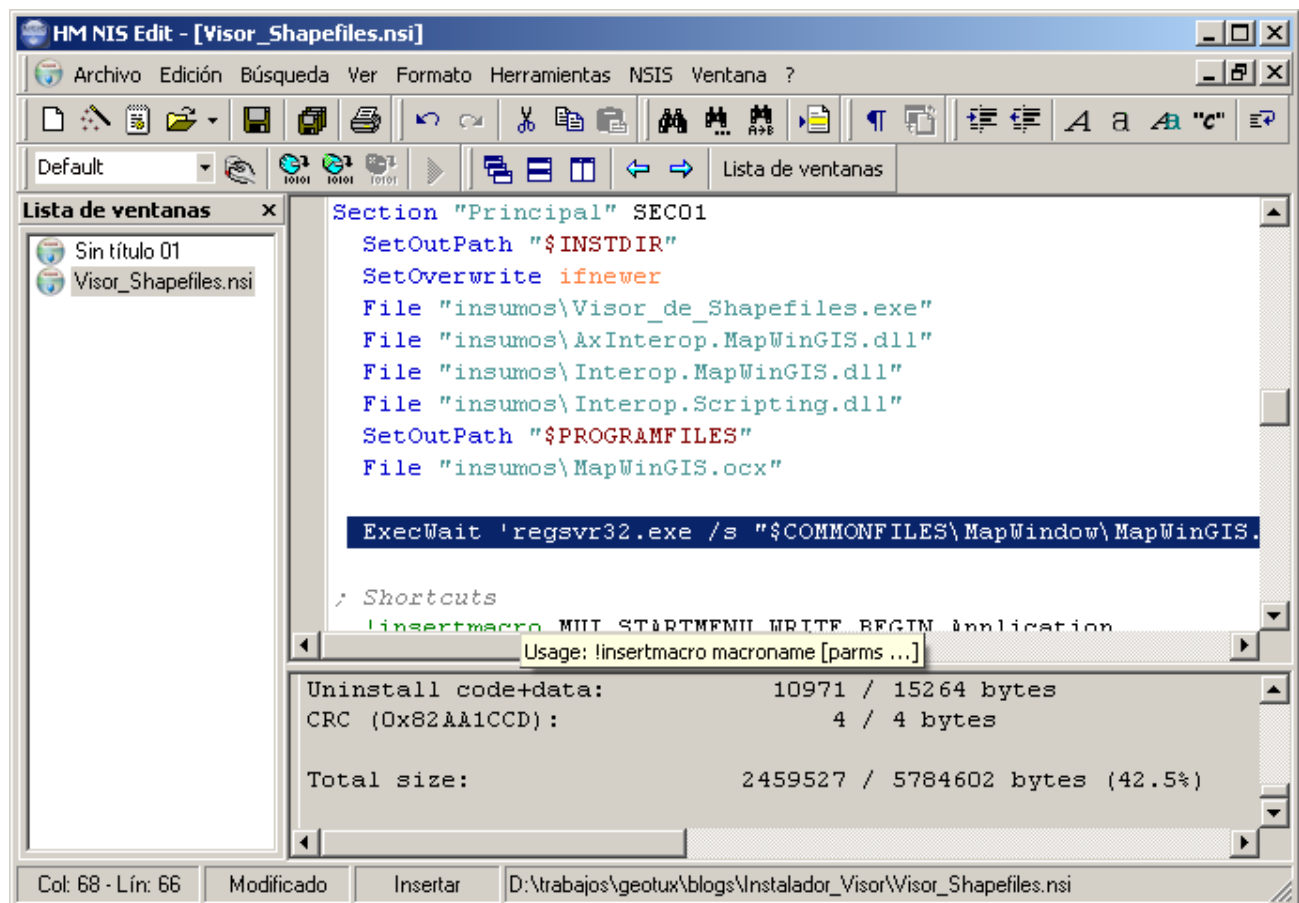 HM NIS Edit - [Visor_Shapefiles.nsi]
Archivo Edición Búsqueda Ver Formato Herramientas NSIS Ventana ?
A a Aa "c"
Default Lista de ventanas
Lista de ventanas x
Sin título 01
Visor_Shapefiles.nsi
Section "Principal" SEC01
SetOutPath "$INSTDIR"
SetOverwrite ifnewer
File "insumos\Visor_de_Shapefiles.exe"
File "insumos\AxInterop.MapWinGIS.dll"
File "insumos\Interop.MapWinGIS.dll"
File "insumos\Interop.Scripting.dll"
SetOutPath "$PROGRAMFILES"
File "insumos\MapWinGIS.ocx"
ExecWait 'regsvr32.exe /s "$COMMONFILES\MapWindow\MapWinGIS.
; Shortcuts
!insertmacro MUI_STARTMENU_WRITE_BEGIN Application
Usage: !insertmacro macroname [parms ...]
Uninstall code+data: 10971 / 15264 bytes
CRC (0x82AA1CCD): 4 / 4 bytes
Total size: 2459527 / 5784602 bytes (42.5%)
Col: 68 - Lín: 66 Modificado Insertar D:\trabajos\geotux\blogs\Instalador_Visor\Visor_Shapefiles.nsi